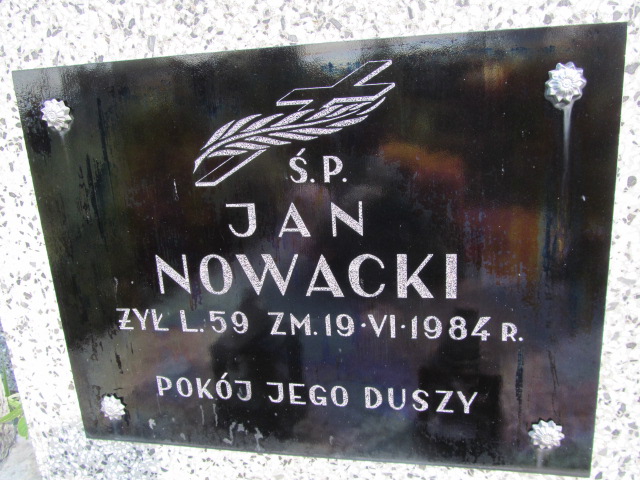 Ś.P.
JAN
NOWACKI
ŻYŁ L.59 ZM.19·VI·1984 R.
POKÓJ JEGO DUSZY